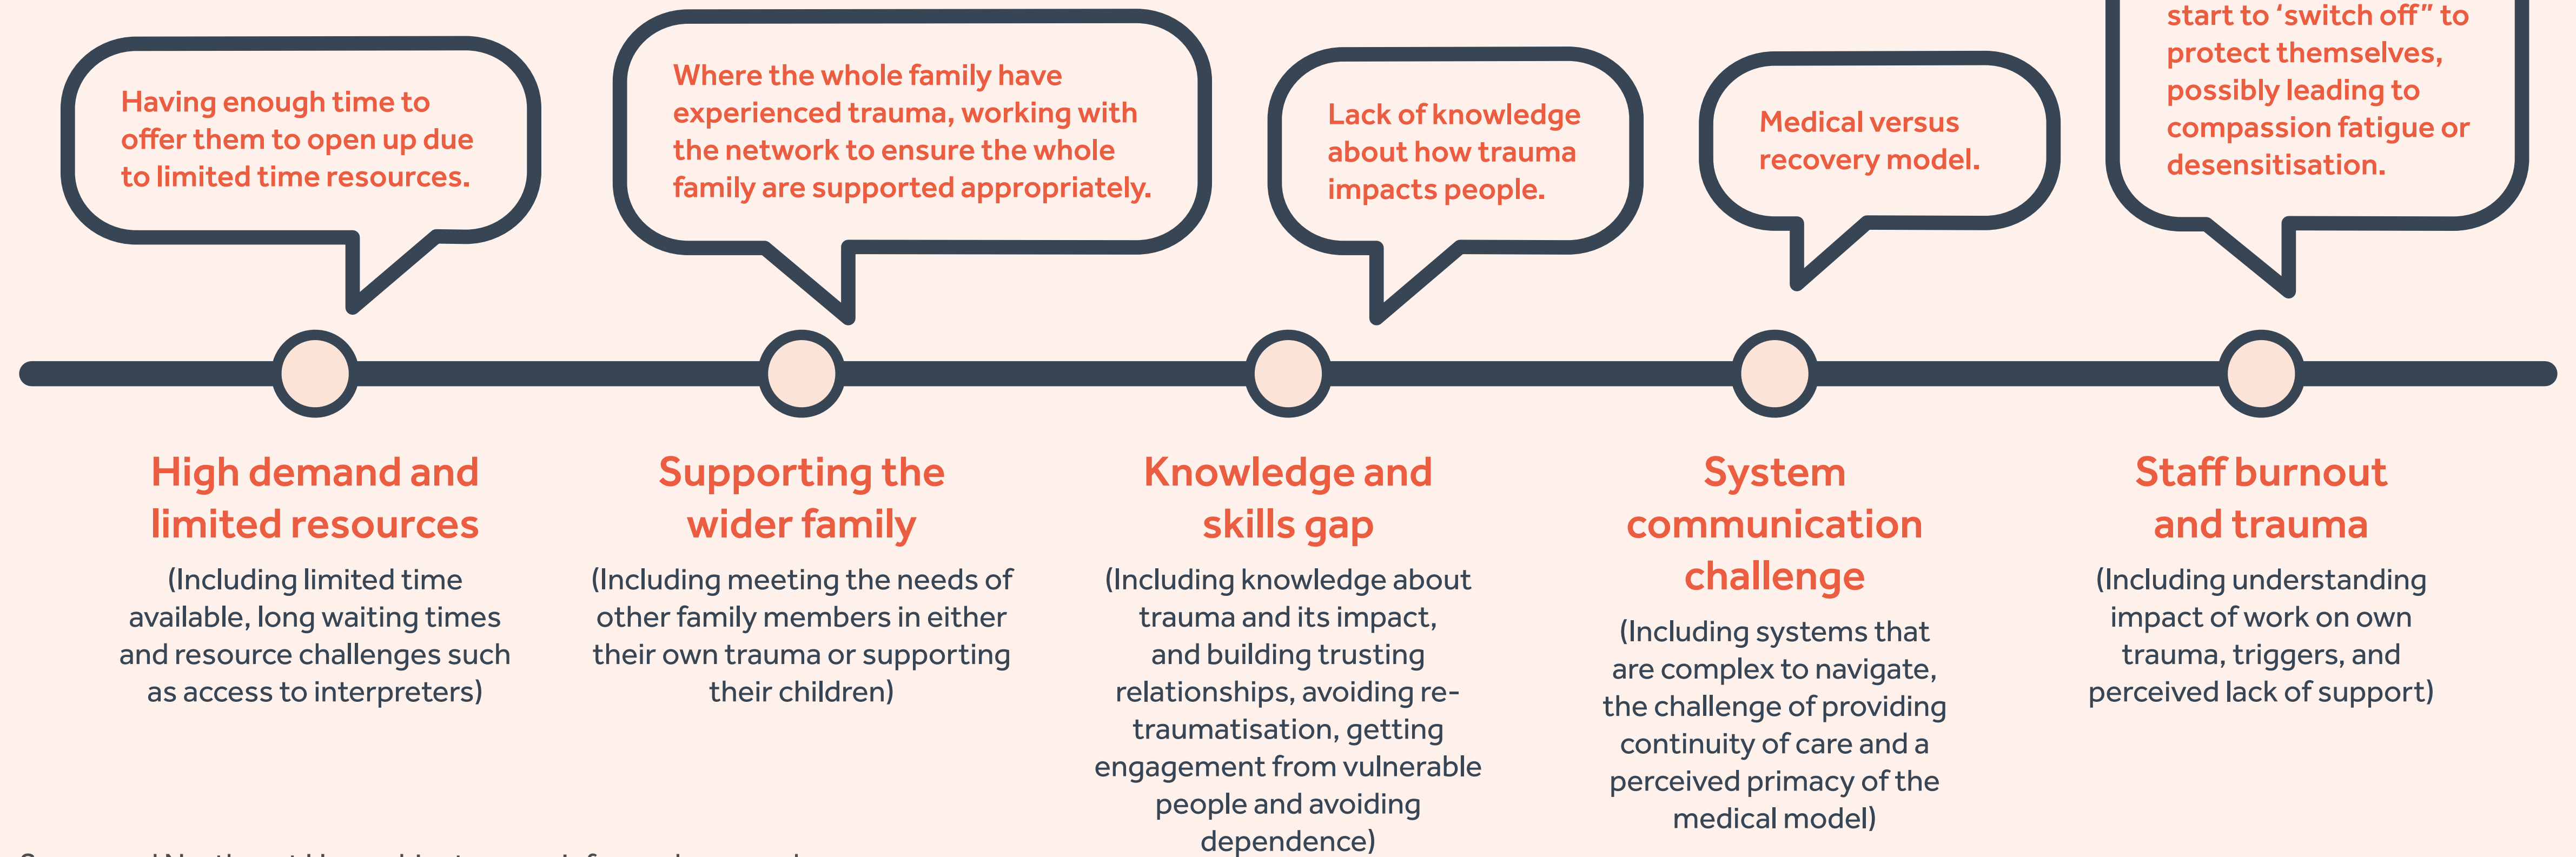 Having enough time to
offer them to open up due
to limited time resources.
Where the whole family have
experienced trauma, working with
the network to ensure the whole
family are supported appropriately.
Lack of knowledge
about how trauma
impacts people.
Medical versus
recovery model.
start to ‘switch off” to
protect themselves,
possibly leading to
compassion fatigue or
desensitisation.
High demand and
limited resources
(Including limited time
available, long waiting times
and resource challenges such
as access to interpreters)
Supporting the
wider family
(Including meeting the needs of
other family members in either
their own trauma or supporting
their children)
Knowledge and
skills gap
(Including knowledge about
trauma and its impact,
and building trusting
relationships, avoiding re-
traumatisation, getting
engagement from vulnerable
people and avoiding
dependence)
System
communication
challenge
(Including systems that
are complex to navigate,
the challenge of providing
continuity of care and a
perceived primacy of the
medical model)
Staff burnout
and trauma
(Including understanding
impact of work on own
trauma, triggers, and
perceived lack of support)